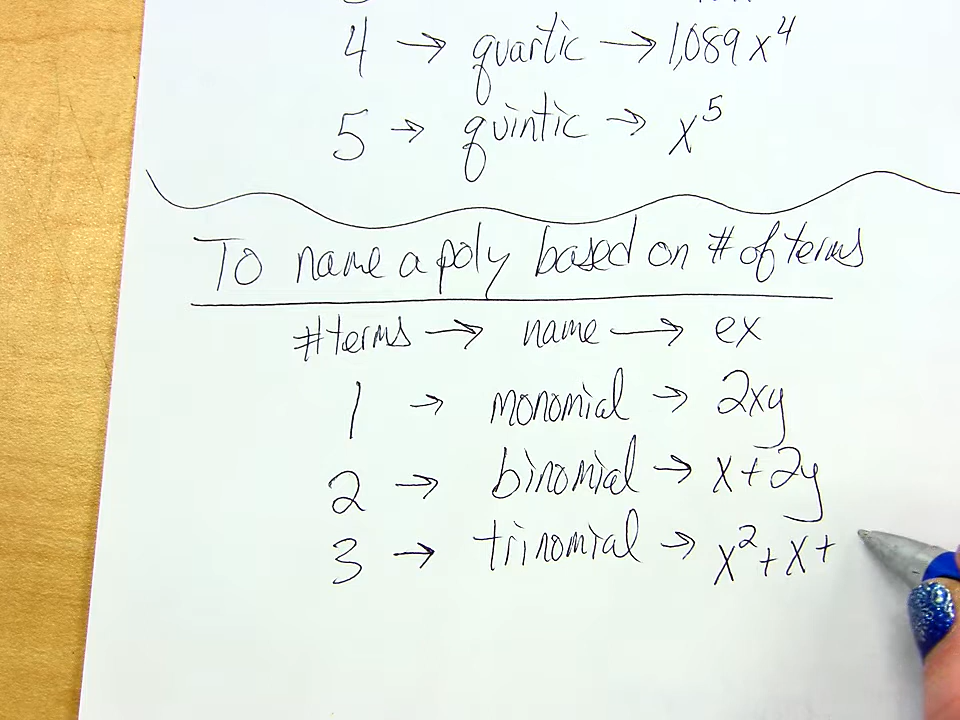 4 → quartic → 1,089x⁴
5 → quintic → x⁵
To name a poly based on # of terms
# terms → name → ex
1 → monomial → 2xy
2 → binomial → x+2y
3 → trinomial → x²+x+